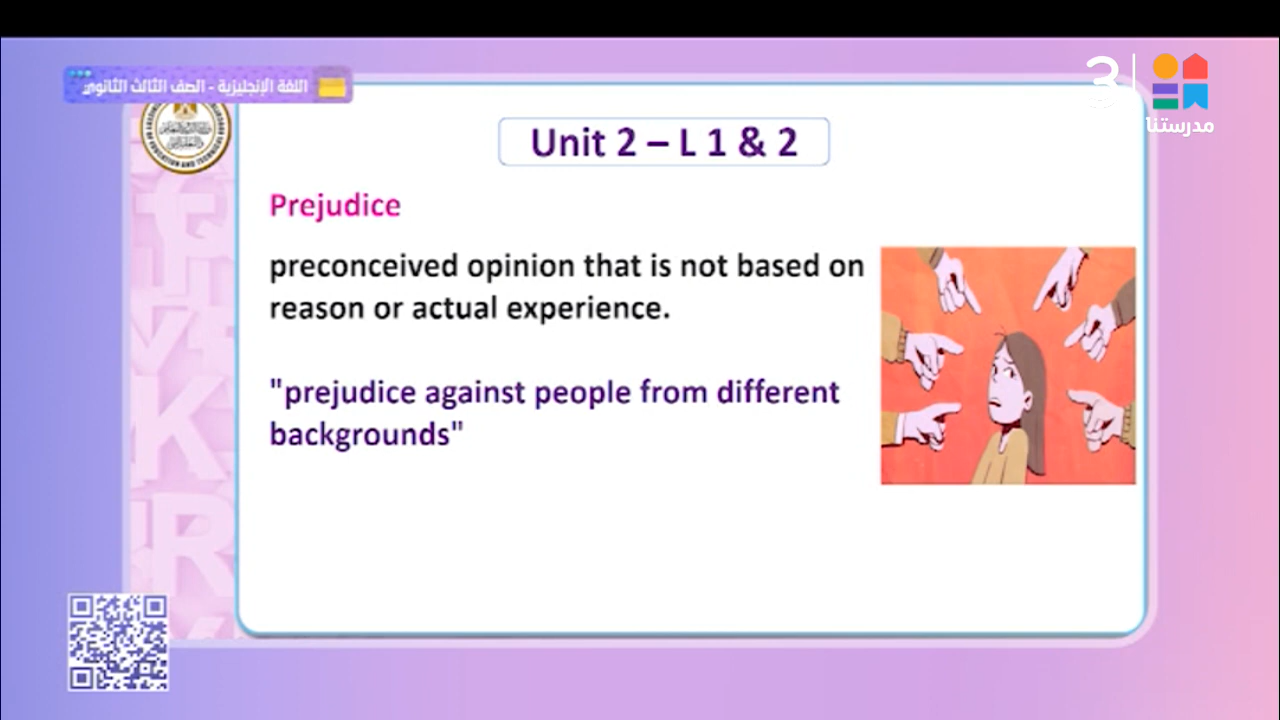 اللغة الإنجليزية - الصف الثالث الثانوي
3
مدرستنا
Unit 2 – L 1 & 2
Prejudice
preconceived opinion that is not based on
reason or actual experience.
"prejudice against people from different
backgrounds"